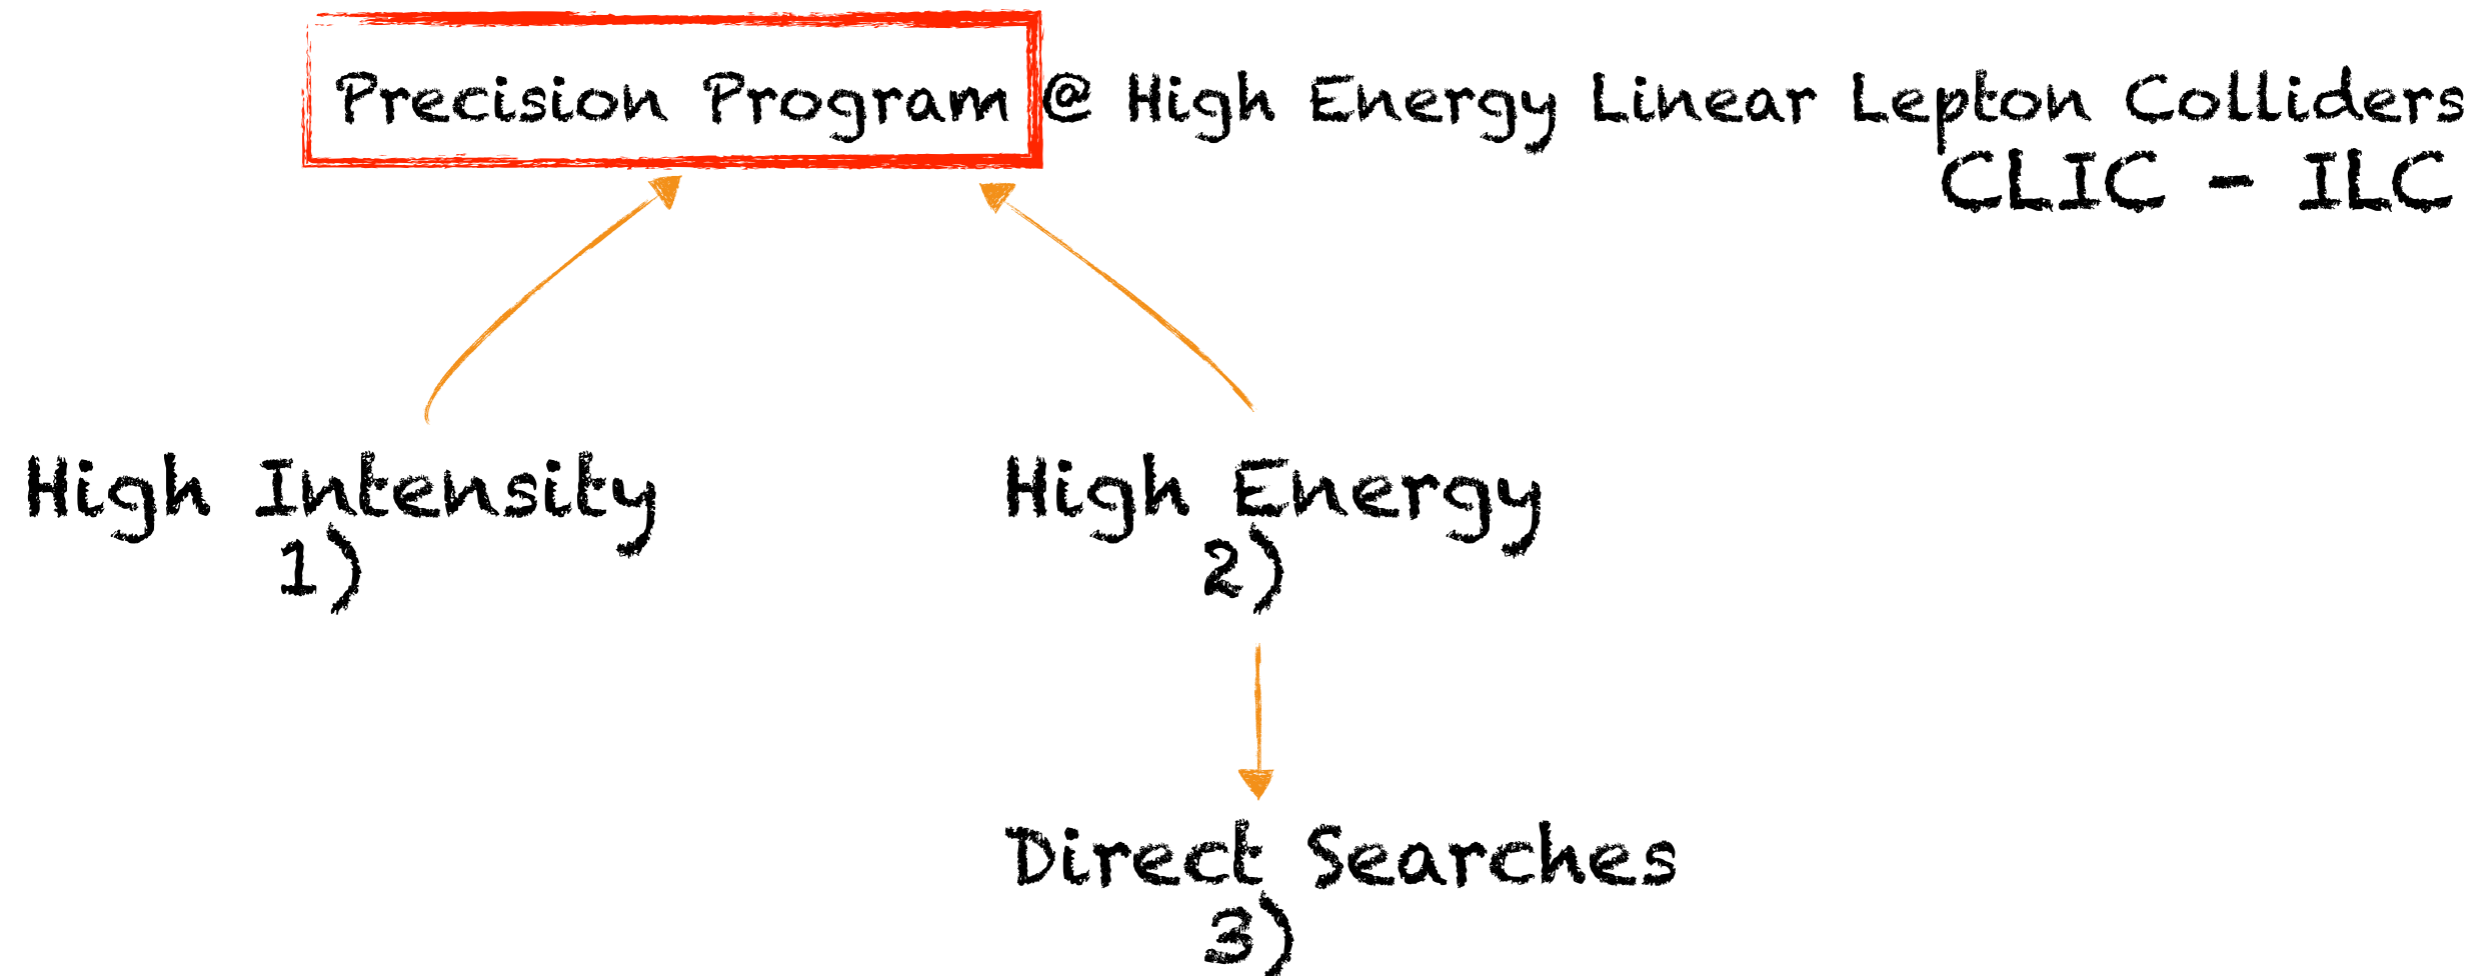 Precision Program @ High Energy Linear Lepton Colliders
CLIC - ILC
High Intensity
1)
High Energy
2)
Direct Searches
3)